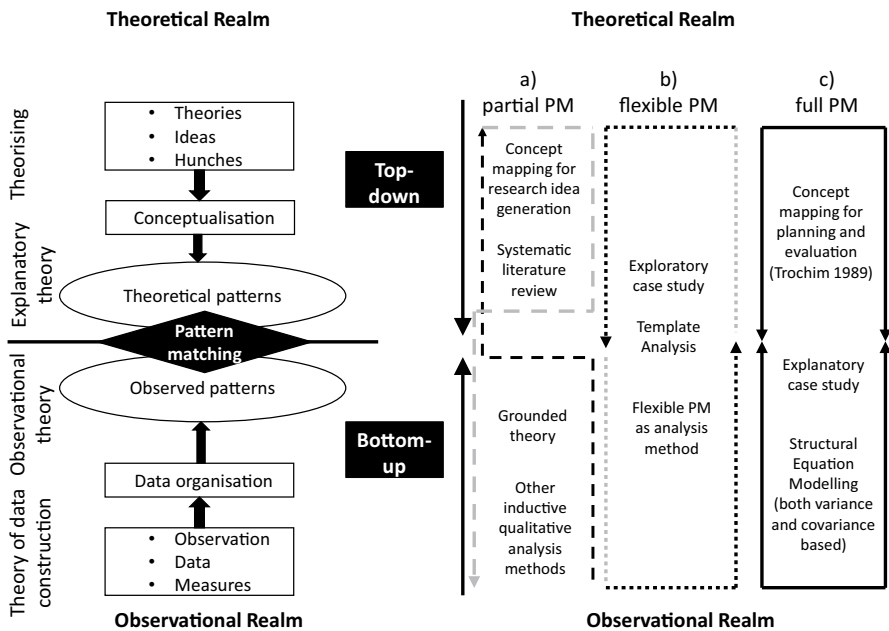 Theoretical Realm
Theorising
Explanatory
theory
Observational
theory
Theory of data
construction
• Theories
• Ideas
• Hunches
Conceptualisation
Theoretical patterns
Pattern
matching
Observed patterns
Data organisation
• Observation
• Data
• Measures
Observational Realm
Theoretical Realm
Top-
down
Bottom-
up
a)
partial PM
Concept
mapping for
research idea
generation
Systematic
literature
review
Grounded
theory
Other
inductive
qualitative
analysis
methods
b)
flexible PM
Exploratory
case study
Template
Analysis
Flexible PM
as analysis
method
c)
full PM
Concept
mapping for
planning and
evaluation
(Trochim 1989)
Explanatory
case study
Structural
Equation
Modelling
(both variance
and covariance
based)
Observational Realm